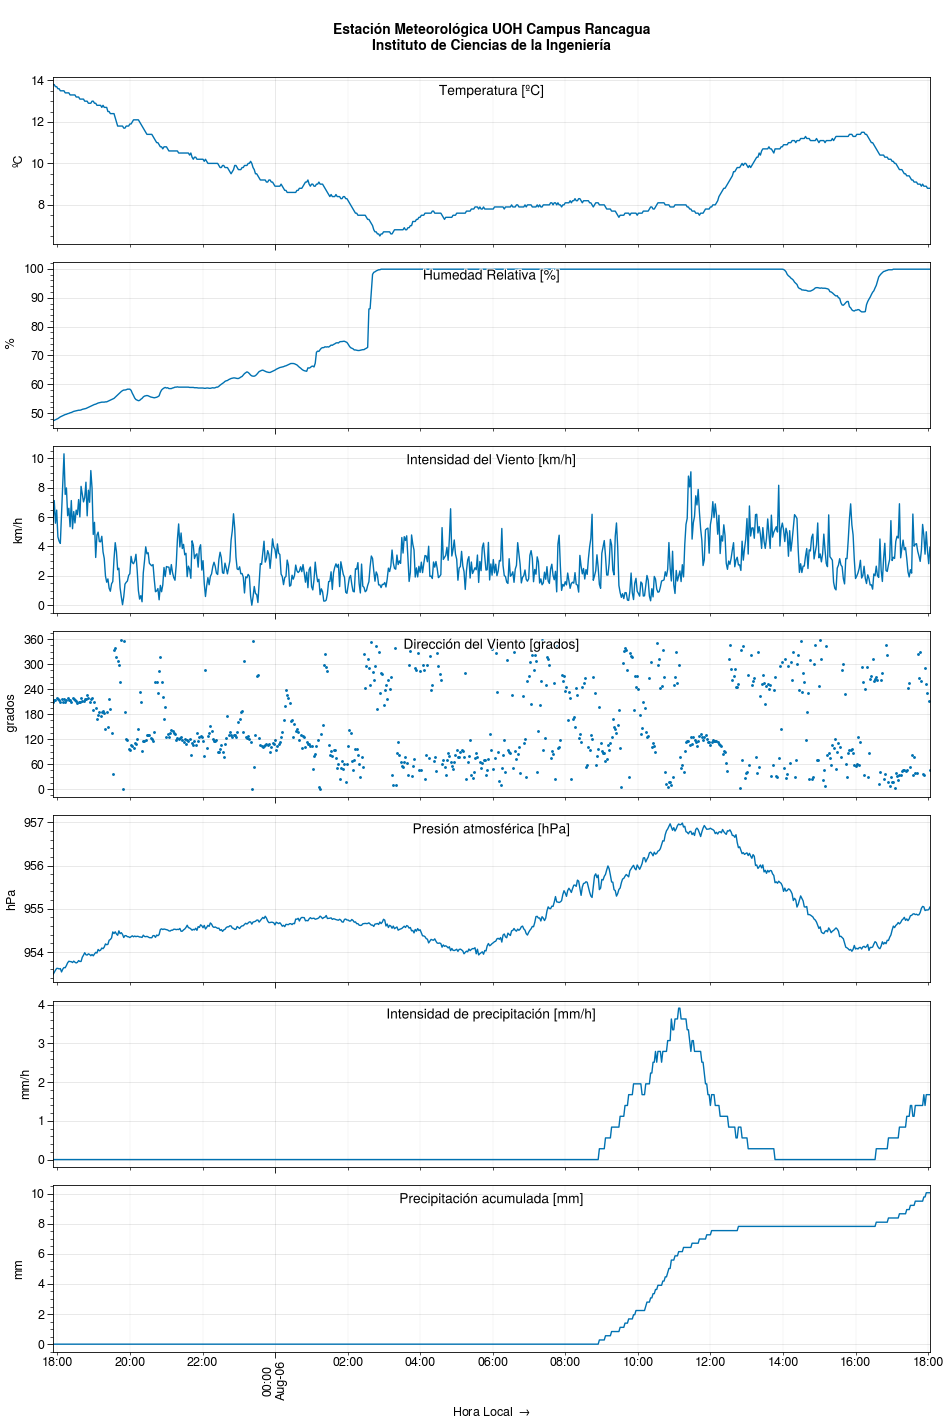 Estación Meteorológica UOH Campus Rancagua
Instituto de Ciencias de la Ingeniería
Temperatura [ºC]
ºC
14
12
10
8
Humedad Relativa [%]
%
100
90
80
70
60
50
Intensidad del Viento [km/h]
km/h
10
8
6
4
2
0
Dirección del Viento [grados]
grados
360
300
240
180
120
60
0
Presión atmosférica [hPa]
hPa
957
956
955
954
Intensidad de precipitación [mm/h]
mm/h
4
3
2
1
0
Precipitación acumulada [mm]
mm
10
8
6
4
2
0
18:00 20:00 22:00 00:00 02:00 04:00 06:00 08:00 10:00 12:00 14:00 16:00 18:00
Aug-06
Hora Local →